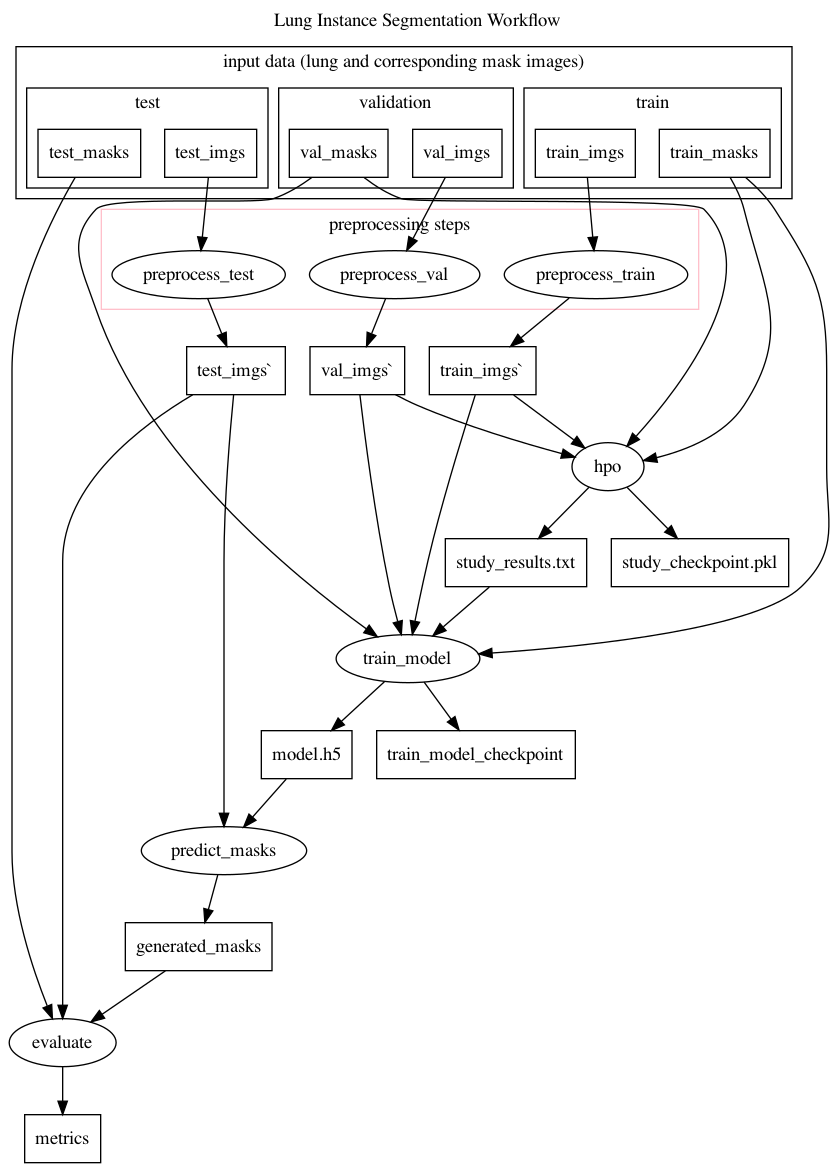 Lung Instance Segmentation Workflow
input data (lung and corresponding mask images)
test
validation
train
test_masks
test_imgs
val_masks
val_imgs
train_imgs
train_masks
preprocessing steps
preprocess_test
preprocess_val
preprocess_train
test_imgs`
val_imgs`
train_imgs`
hpo
study_results.txt
study_checkpoint.pkl
train_model
model.h5
train_model_checkpoint
predict_masks
generated_masks
evaluate
metrics